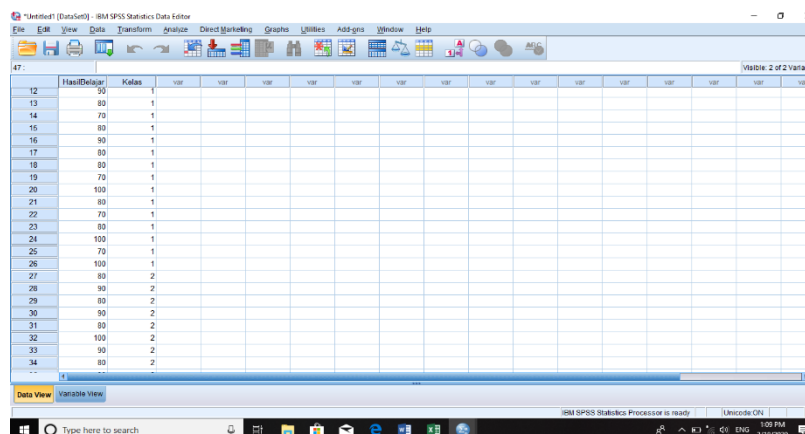 *Untitled1 [DataSet0] - IBM SPSS Statistics Data Editor
File Edit View Data Transform Analyze Direct Marketing Graphs Utilities Add-ons Window Help
47 : Visible: 2 of 2 Varia
HasilBelajar Kelas var var var var var var var var var var var var var va
12 90 1
13 80 1
14 70 1
15 80 1
16 90 1
17 80 1
18 80 1
19 70 1
20 100 1
21 80 1
22 70 1
23 80 1
24 100 1
25 70 1
26 100 1
27 80 2
28 90 2
29 80 2
30 90 2
31 80 2
32 100 2
33 90 2
34 80 2
Data View Variable View
IBM SPSS Statistics Processor is ready Unicode:ON
Type here to search ENG 1:09 PM